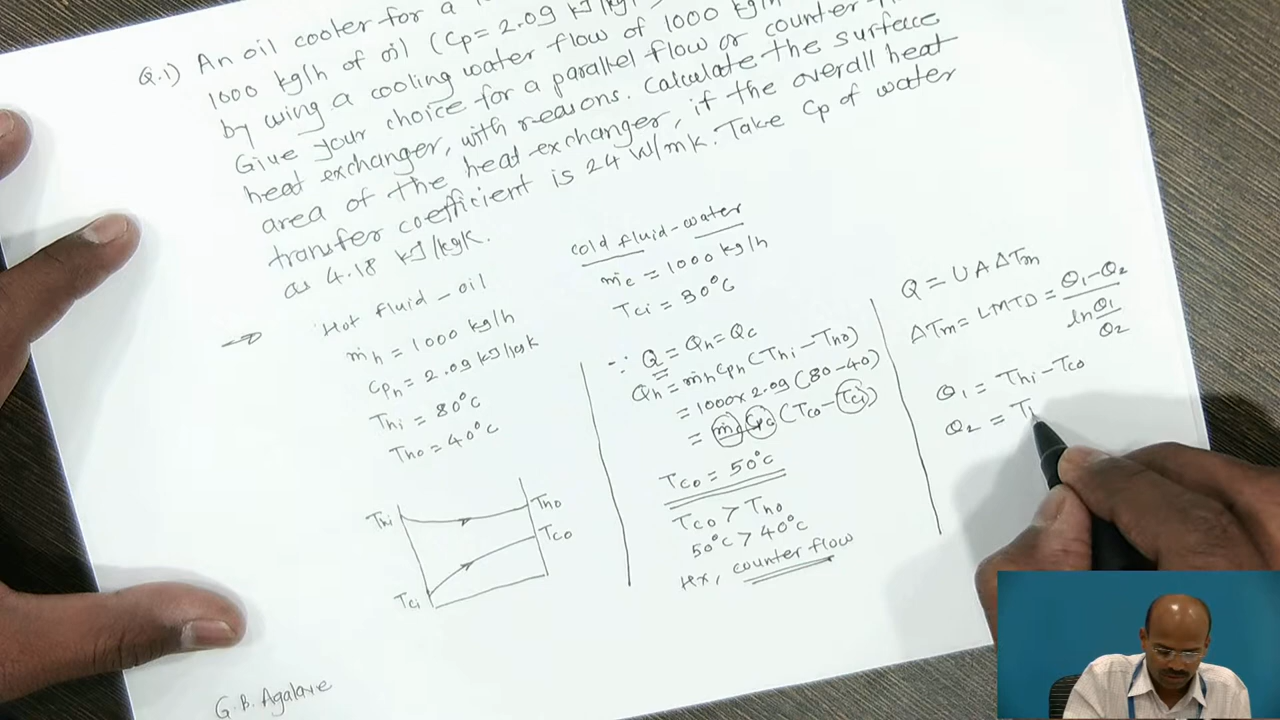 Q.1) An oil cooler for a
1000 kg/h of oil (Cp = 2.09 kJ/kg
by using a cooling water flow of 1000 kg/h
Give your choice for a parallel flow or counter-
heat exchanger, with reasons. Calculate the surface
area of the heat exchanger, if the overall heat
transfer coefficient is 24 W/mK. Take Cp of water
as 4.18 kJ/kgK.
Hot fluid - oil
ṁh = 1000 kg/h
Cph = 2.09 kJ/kgK
Thi = 80°C
Tho = 40°C
Thi
Tho
Tco
Tci
cold fluid-water
ṁc = 1000 kg/h
Tci = 30°C
∵ Q = Qh = Qc
Qh = ṁh Cph (Thi - Tho)
= 1000 x 2.09 (80-40)
= ṁc Cpc (Tco - Tci)
Tco = 50°C
Tco > Tho
50°C > 40°C
Hx, counter flow
Q = U A ΔTm
ΔTm = LMTD = θ1-θ2 / ln θ1/θ2
θ1 = Thi - Tco
θ2 = T
G. B. Agalave